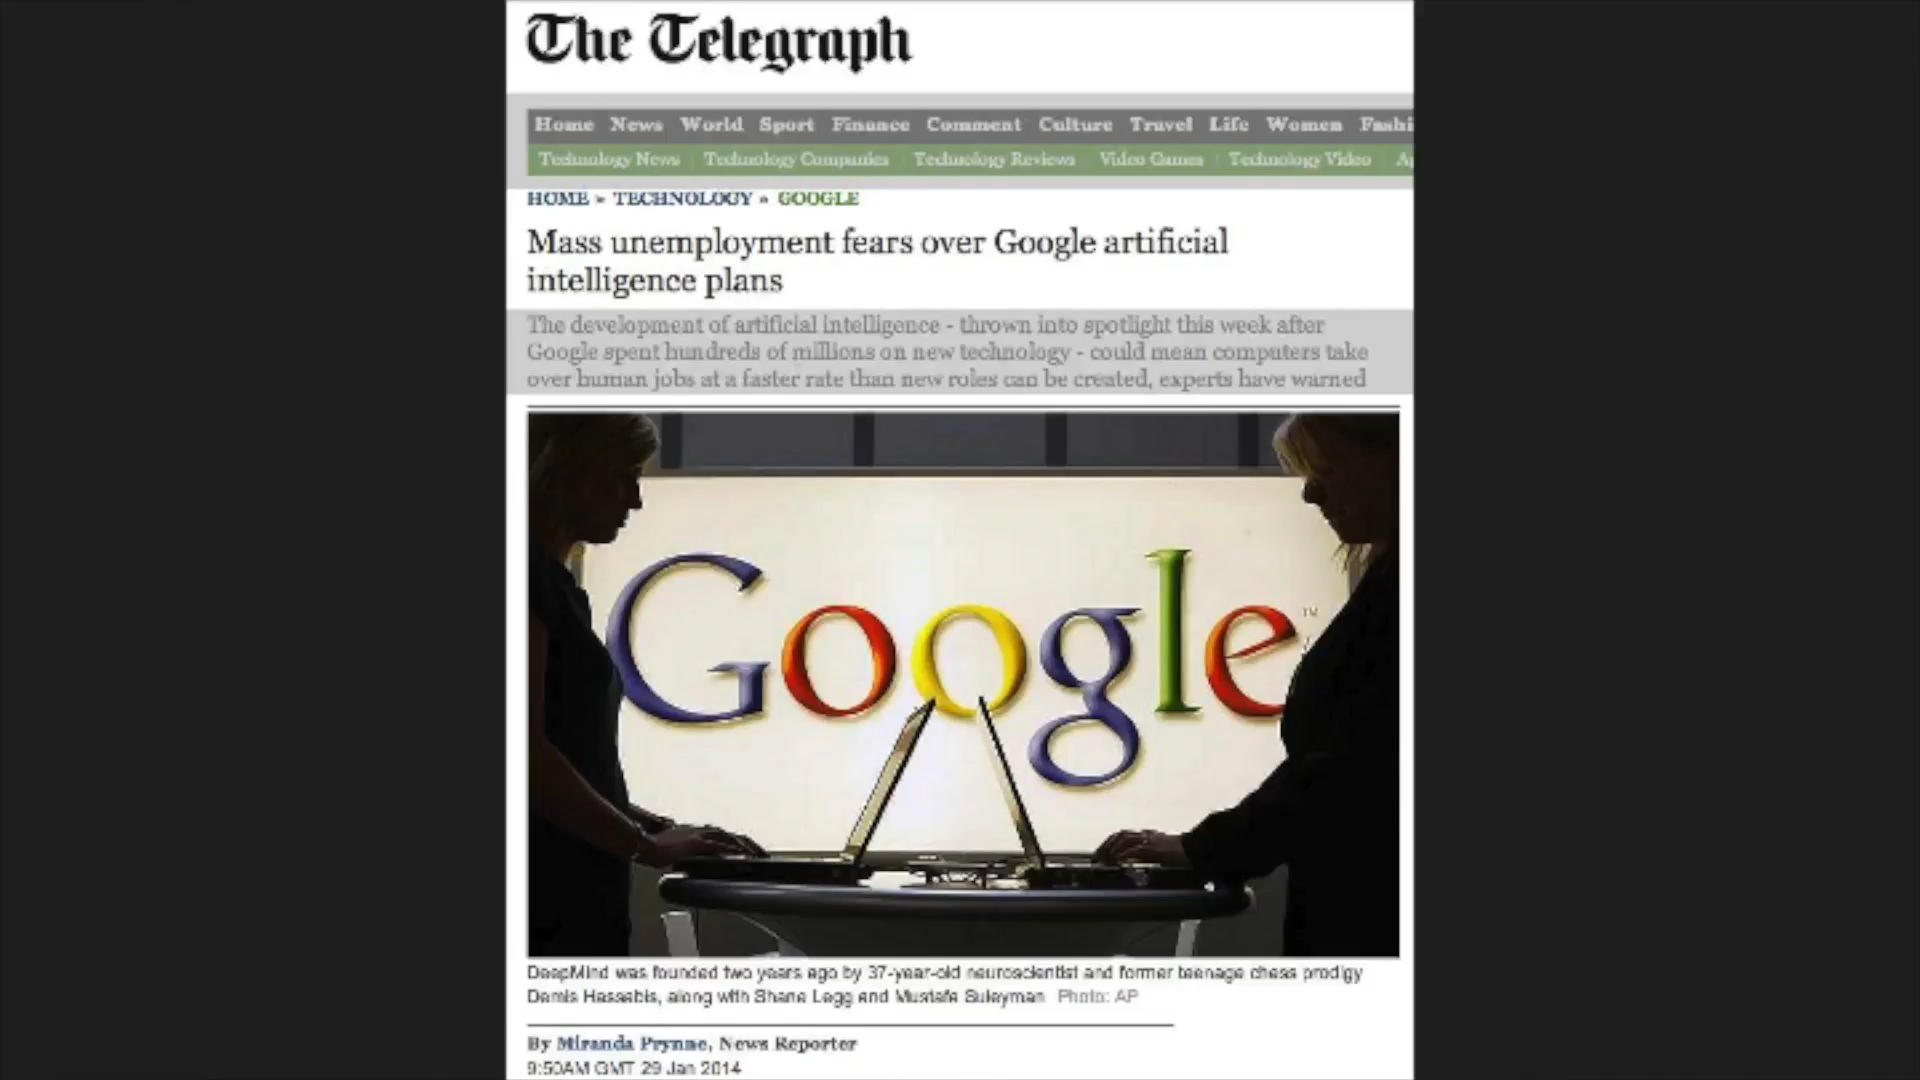 The Telegraph
Home News World Sport Finance Comment Culture Travel Life Women Fashi
Technology News Technology Companies Technology Reviews Video Games Technology Video
HOME » TECHNOLOGY » GOOGLE
Mass unemployment fears over Google artificial
intelligence plans
The development of artificial intelligence - thrown into spotlight this week after
Google spent hundreds of millions on new technology - could mean computers take
over human jobs at a faster rate than new roles can be created, experts have warned
Google™
DeepMind was founded two years ago by 37-year-old neuroscientist and former teenage chess prodigy
Demis Hassabis, along with Shane Legg and Mustafa Suleyman Photo: AP
By Miranda Prynne, News Reporter
9:50AM GMT 29 Jan 2014